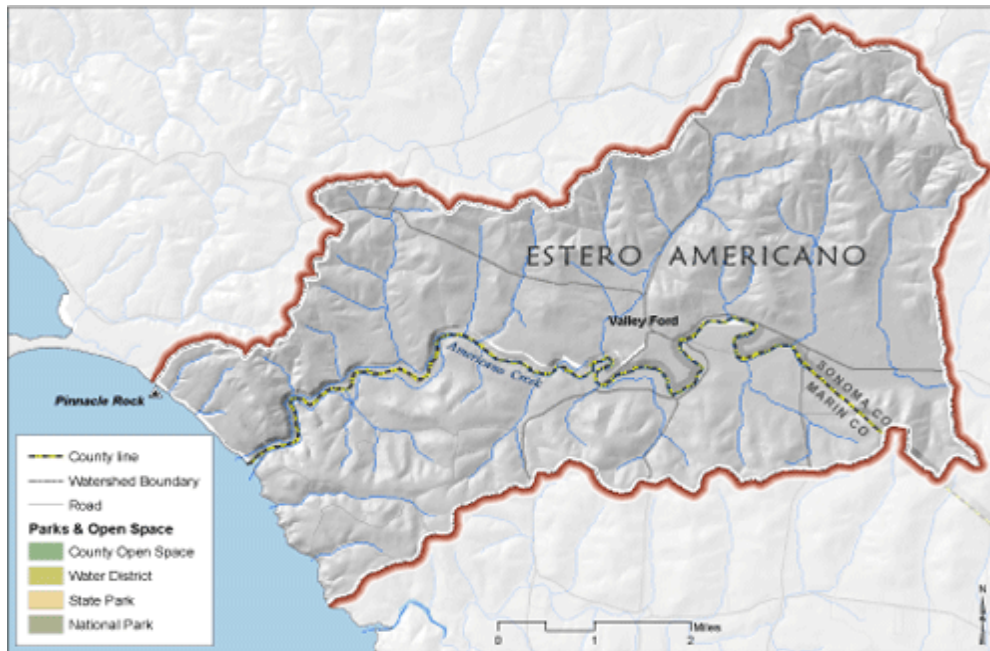 ESTERO AMERICANO
Valley Ford
Americano Creek
SONOMA CO
MARIN CO
Pinnacle Rock
County line
Watershed Boundary
Road
Parks & Open Space
County Open Space
Water District
State Park
National Park
0 1 2 Miles
N